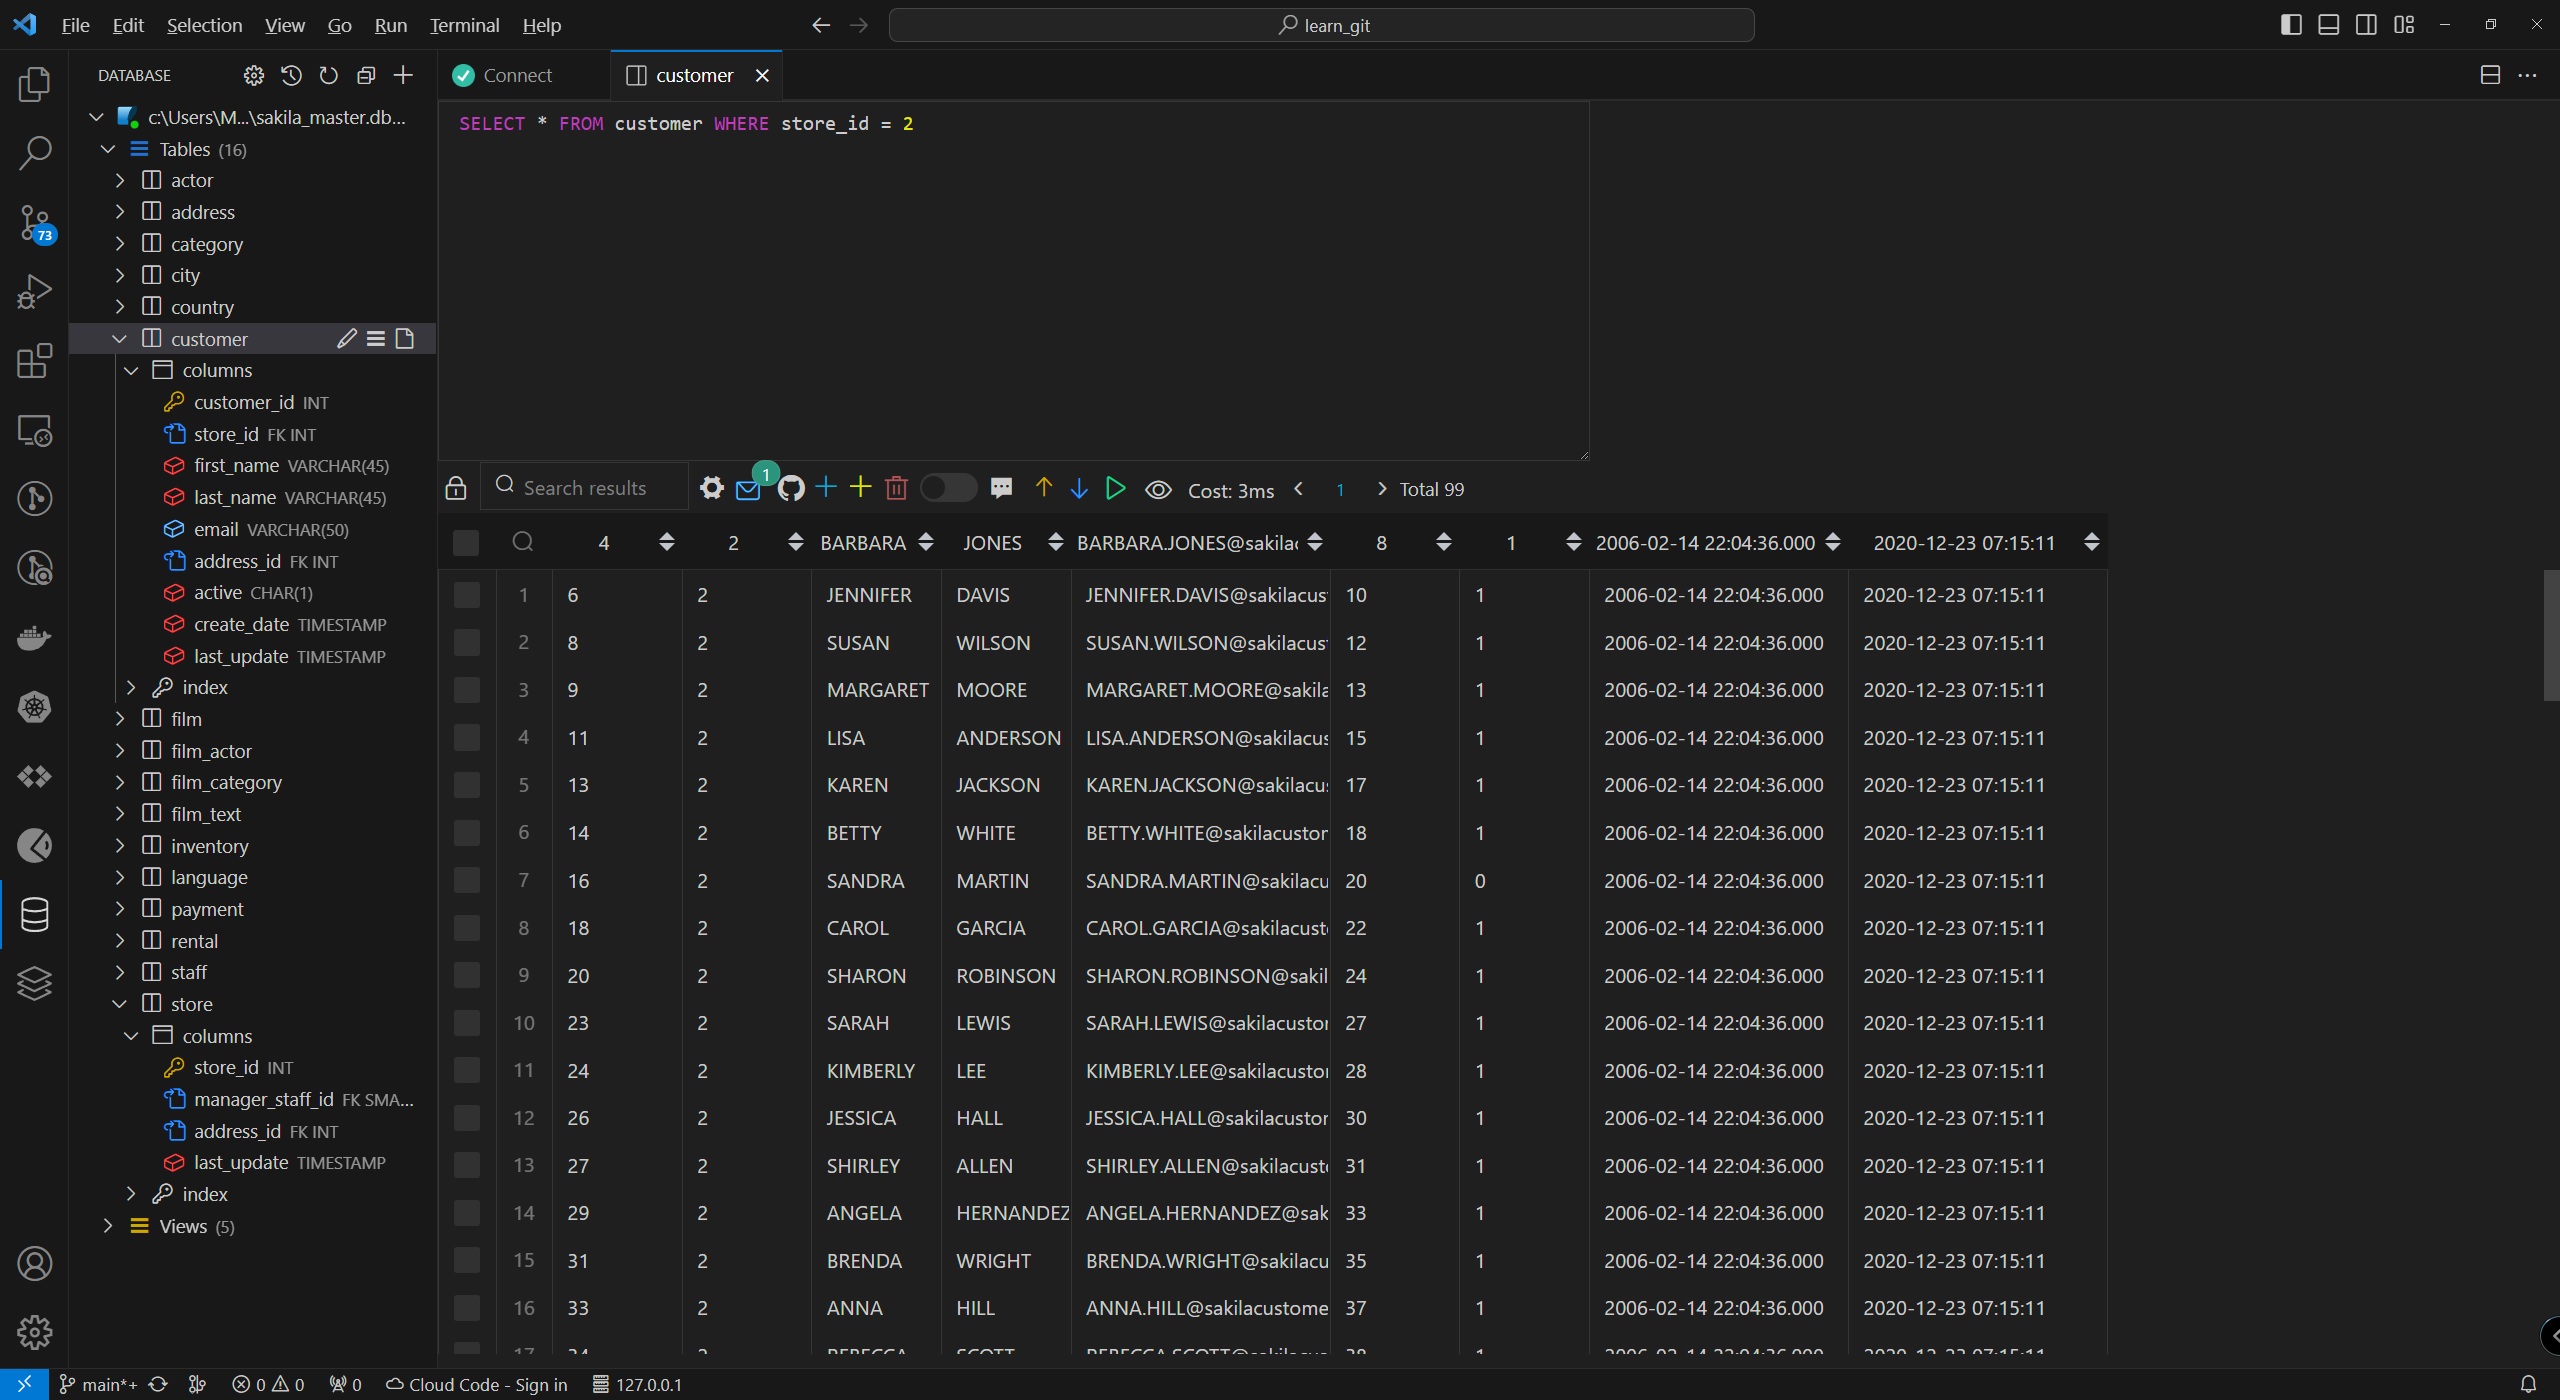 File Edit Selection View Go Run Terminal Help
learn_git
DATABASE
Connect
customer
c:\Users\M...\sakila_master.db...
Tables (16)
actor
address
category
city
country
customer
columns
customer_id INT
store_id FK INT
first_name VARCHAR(45)
last_name VARCHAR(45)
email VARCHAR(50)
address_id FK INT
active CHAR(1)
create_date TIMESTAMP
last_update TIMESTAMP
index
film
film_actor
film_category
film_text
inventory
language
payment
rental
staff
store
columns
store_id INT
manager_staff_id FK SMA...
address_id FK INT
last_update TIMESTAMP
index
Views (5)
73
SELECT * FROM customer WHERE store_id = 2
Search results 1 Cost: 3ms 1 Total 99
4 2 BARBARA JONES BARBARA.JONES@sakilac 8 1 2006-02-14 22:04:36.000 2020-12-23 07:15:11
1 6 2 JENNIFER DAVIS JENNIFER.DAVIS@sakilacus 10 1 2006-02-14 22:04:36.000 2020-12-23 07:15:11
2 8 2 SUSAN WILSON SUSAN.WILSON@sakilacus 12 1 2006-02-14 22:04:36.000 2020-12-23 07:15:11
3 9 2 MARGARET MOORE MARGARET.MOORE@sakila 13 1 2006-02-14 22:04:36.000 2020-12-23 07:15:11
4 11 2 LISA ANDERSON LISA.ANDERSON@sakilacus 15 1 2006-02-14 22:04:36.000 2020-12-23 07:15:11
5 13 2 KAREN JACKSON KAREN.JACKSON@sakilacu 17 1 2006-02-14 22:04:36.000 2020-12-23 07:15:11
6 14 2 BETTY WHITE BETTY.WHITE@sakilacustor 18 1 2006-02-14 22:04:36.000 2020-12-23 07:15:11
7 16 2 SANDRA MARTIN SANDRA.MARTIN@sakilacu 20 0 2006-02-14 22:04:36.000 2020-12-23 07:15:11
8 18 2 CAROL GARCIA CAROL.GARCIA@sakilacust 22 1 2006-02-14 22:04:36.000 2020-12-23 07:15:11
9 20 2 SHARON ROBINSON SHARON.ROBINSON@sakil 24 1 2006-02-14 22:04:36.000 2020-12-23 07:15:11
10 23 2 SARAH LEWIS SARAH.LEWIS@sakilacustor 27 1 2006-02-14 22:04:36.000 2020-12-23 07:15:11
11 24 2 KIMBERLY LEE KIMBERLY.LEE@sakilacustor 28 1 2006-02-14 22:04:36.000 2020-12-23 07:15:11
12 26 2 JESSICA HALL JESSICA.HALL@sakilacustor 30 1 2006-02-14 22:04:36.000 2020-12-23 07:15:11
13 27 2 SHIRLEY ALLEN SHIRLEY.ALLEN@sakilacust 31 1 2006-02-14 22:04:36.000 2020-12-23 07:15:11
14 29 2 ANGELA HERNANDEZ ANGELA.HERNANDEZ@sak 33 1 2006-02-14 22:04:36.000 2020-12-23 07:15:11
15 31 2 BRENDA WRIGHT BRENDA.WRIGHT@sakilacu 35 1 2006-02-14 22:04:36.000 2020-12-23 07:15:11
16 33 2 ANNA HILL ANNA.HILL@sakilacustome 37 1 2006-02-14 22:04:36.000 2020-12-23 07:15:11
main*+ 0 0 0 Cloud Code - Sign in 127.0.0.1